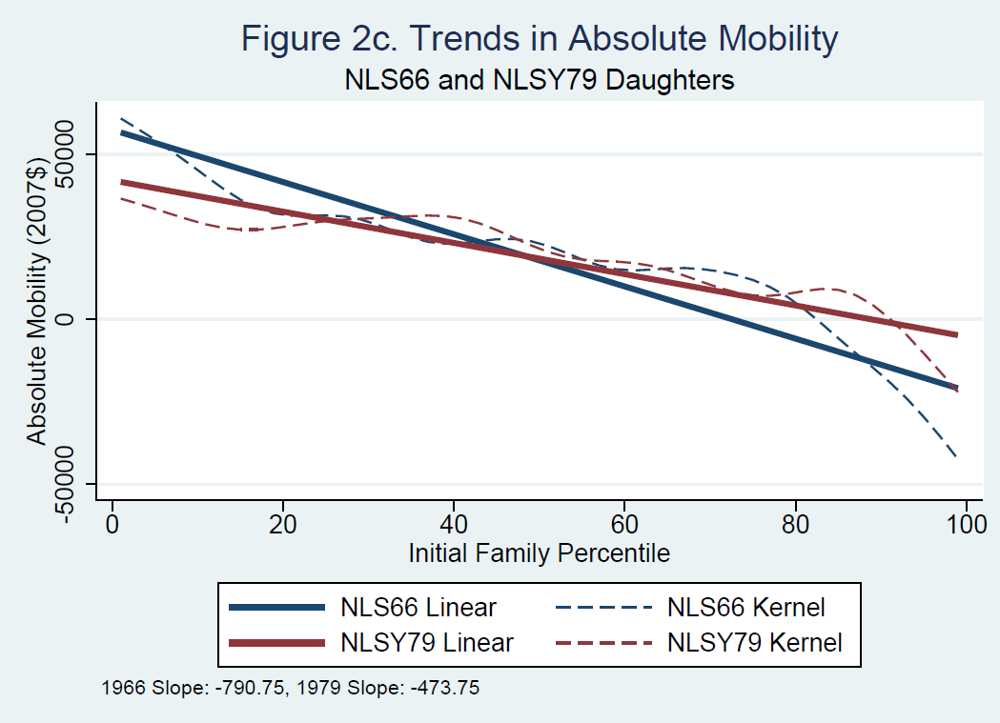 Figure 2c. Trends in Absolute Mobility
NLS66 and NLSY79 Daughters
Absolute Mobility (2007$)
50000
0
-50000
0 20 40 60 80 100
Initial Family Percentile
NLS66 Linear NLS66 Kernel
NLSY79 Linear NLSY79 Kernel
1966 Slope: -790.75, 1979 Slope: -473.75